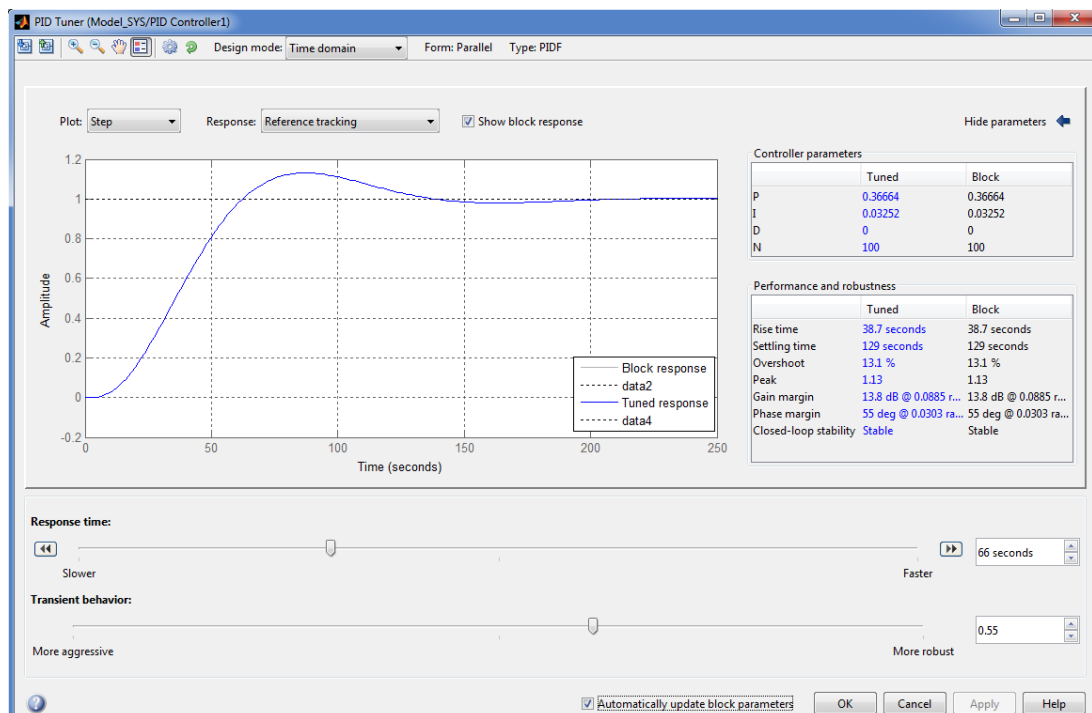 PID Tuner (Model_SYS/PID Controller1)
Design mode: Time domain Form: Parallel Type: PIDF
Plot: Step Response: Reference tracking Show block response Hide parameters
1.2
1
0.8
0.6
0.4
0.2
0
-0.2
Amplitude
0 50 100 150 200 250
Time (seconds)
Block response
data2
Tuned response
data4
Controller parameters
Tuned Block
P 0.36664 0.36664
I 0.03252 0.03252
D 0 0
N 100 100
Performance and robustness
Tuned Block
Rise time 38.7 seconds 38.7 seconds
Settling time 129 seconds 129 seconds
Overshoot 13.1 % 13.1 %
Peak 1.13 1.13
Gain margin 13.8 dB @ 0.0885 r... 13.8 dB @ 0.0885 r...
Phase margin 55 deg @ 0.0303 ra... 55 deg @ 0.0303 ra...
Closed-loop stability Stable Stable
Response time:
66 seconds
Slower Faster
Transient behavior:
0.55
More aggressive More robust
Automatically update block parameters OK Cancel Apply Help